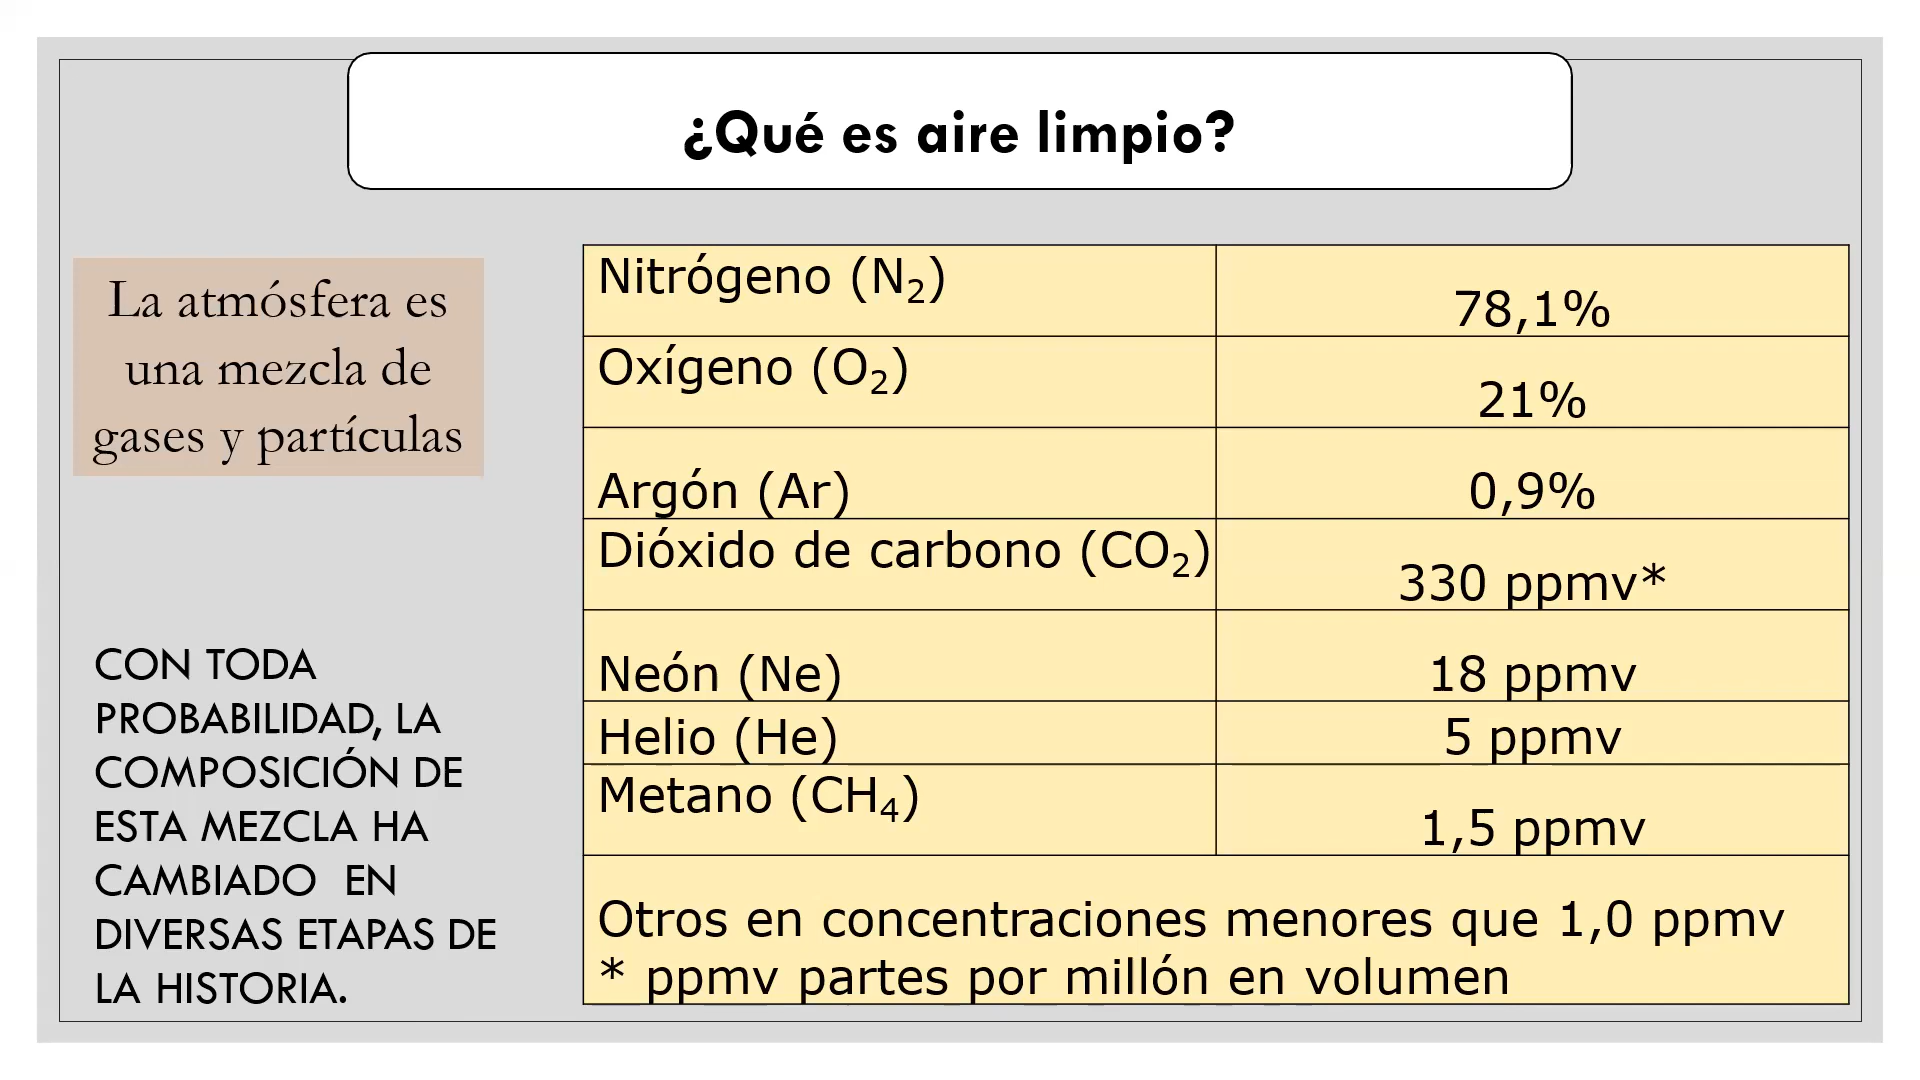 ¿Qué es aire limpio?
La atmósfera es
una mezcla de
gases y partículas
CON TODA
PROBABILIDAD, LA
COMPOSICIÓN DE
ESTA MEZCLA HA
CAMBIADO EN
DIVERSAS ETAPAS DE
LA HISTORIA.
Nitrógeno (N₂) 78,1%
Oxígeno (O₂) 21%
Argón (Ar) 0,9%
Dióxido de carbono (CO₂) 330 ppmv*
Neón (Ne) 18 ppmv
Helio (He) 5 ppmv
Metano (CH₄) 1,5 ppmv
Otros en concentraciones menores que 1,0 ppmv
* ppmv partes por millón en volumen